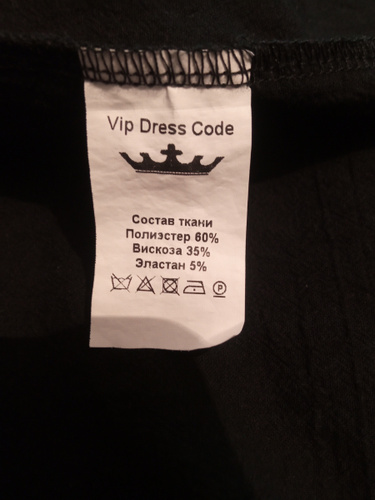 Vip Dress Code
Состав ткани
Полиэстер 60%
Вискоза 35%
Эластан 5%
P